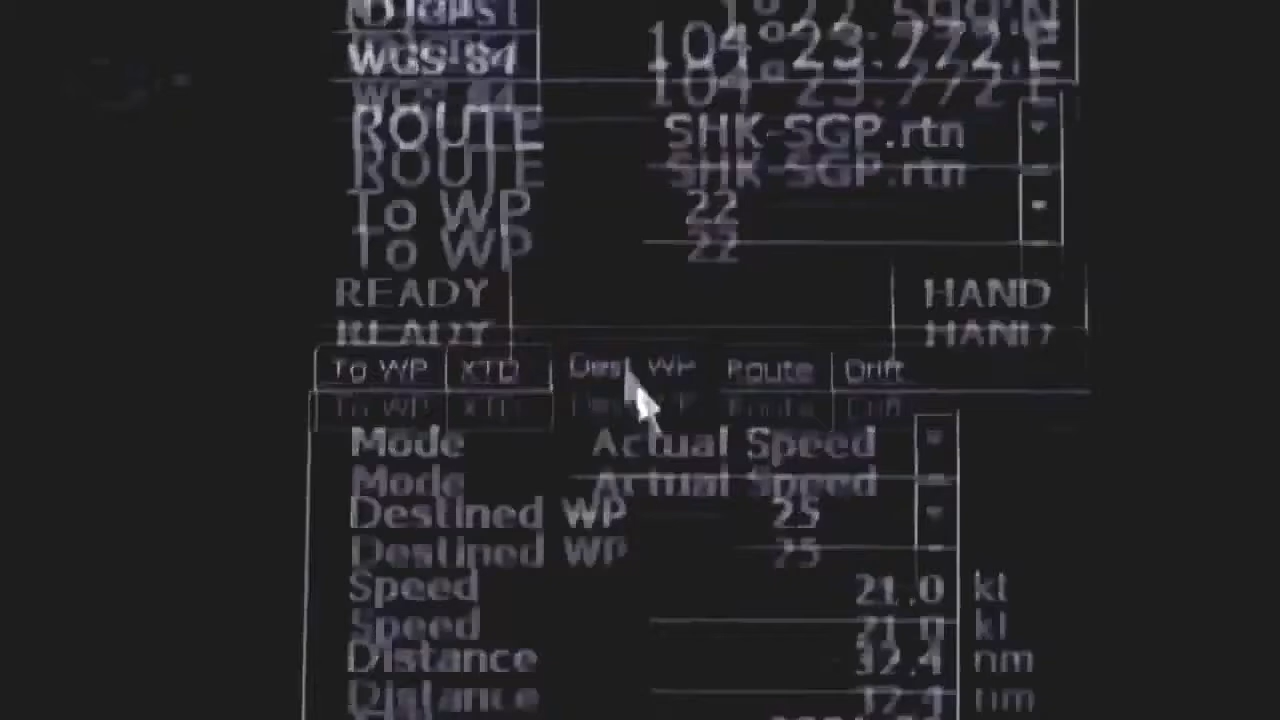 WGS-84 104°23.772'E
ROUTE SHK-SGP.rtn
To WP 22
READY HAND
To WP XTD Dest WP Route Drift
Mode Actual Speed
Destined WP 25
Speed 21.0 kt
Distance 32.4 nm